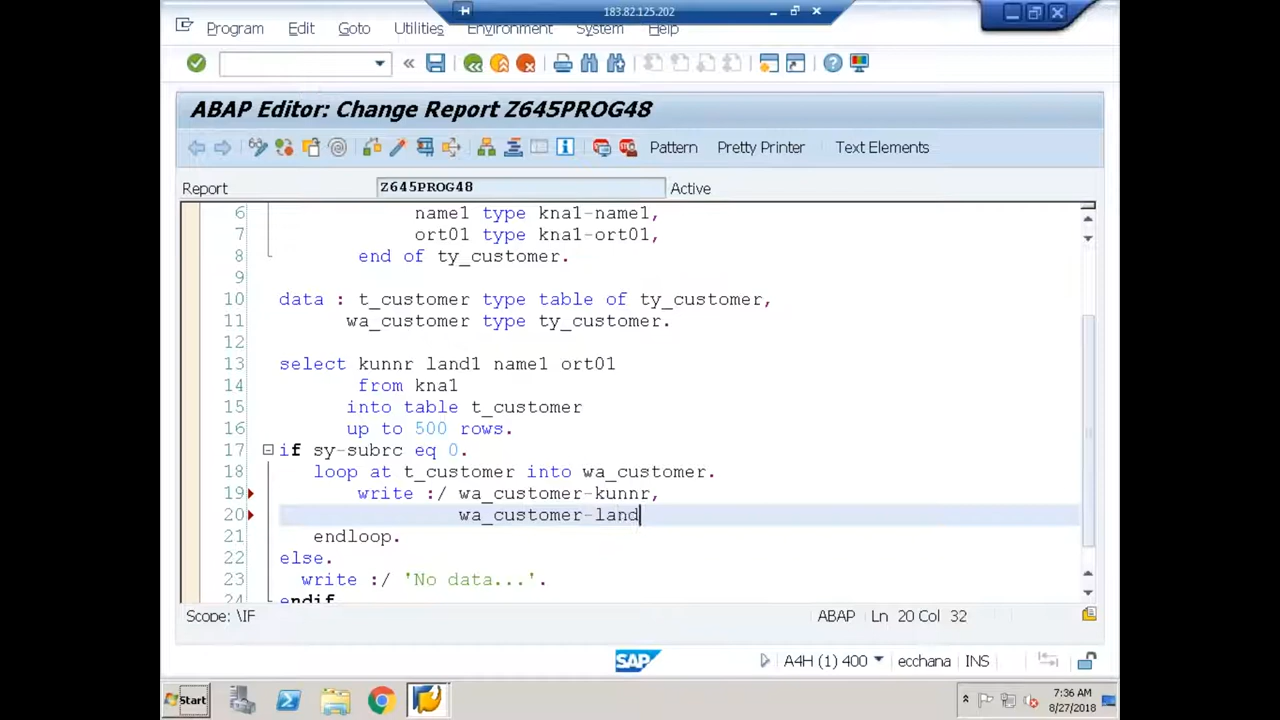 183.82.125.202
Program Edit Goto Utilities Environment System Help
ABAP Editor: Change Report Z645PROG48
Pattern Pretty Printer Text Elements
Report Z645PROG48 Active
6 name1 type kna1-name1,
7 ort01 type kna1-ort01,
8 end of ty_customer.
9
10 data : t_customer type table of ty_customer,
11 wa_customer type ty_customer.
12
13 select kunnr land1 name1 ort01
14 from kna1
15 into table t_customer
16 up to 500 rows.
17 if sy-subrc eq 0.
18 loop at t_customer into wa_customer.
19 write :/ wa_customer-kunnr,
20 wa_customer-land
21 endloop.
22 else.
23 write :/ 'No data...'.
24 endif
Scope: \IF ABAP Ln 20 Col 32
SAP A4H (1) 400 ecchana INS
Start 7:36 AM
8/27/2018